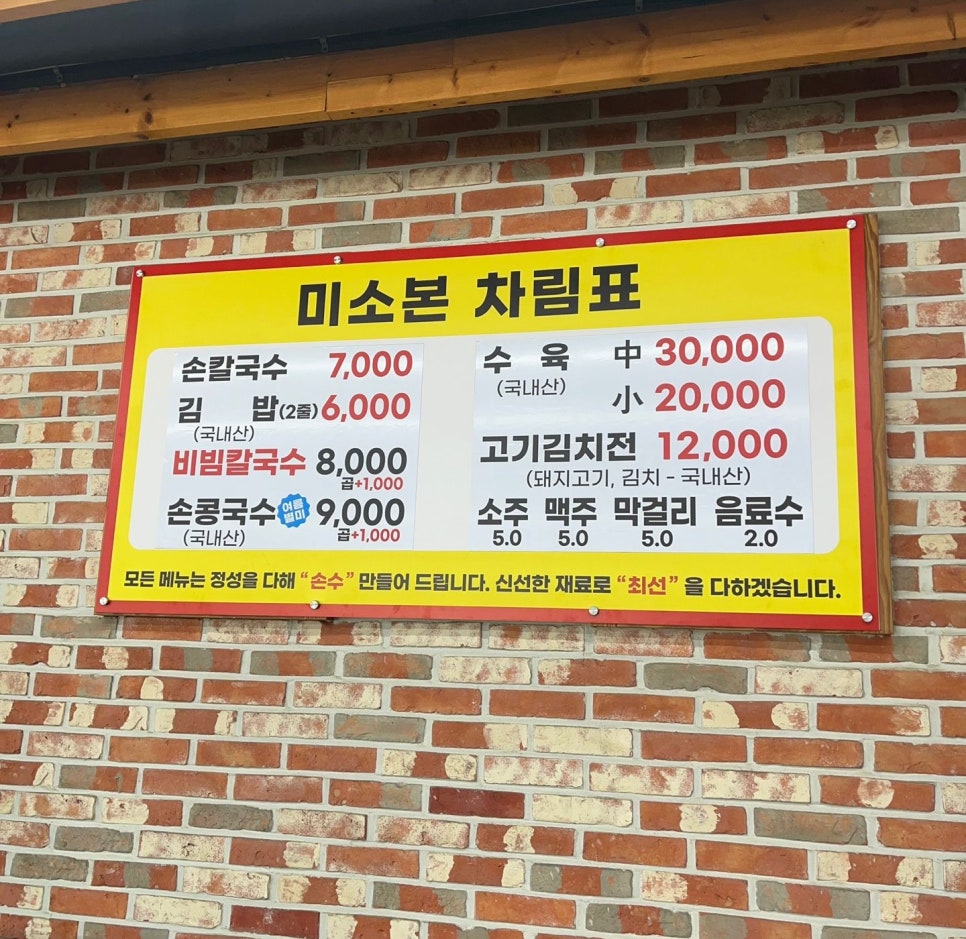 미소본 차림표
손칼국수 7,000
김 밥(2줄) 6,000
(국내산)
비빔칼국수 8,000
곱+1,000
손콩국수 여름별미 9,000
(국내산) 곱+1,000
수 육 中 30,000
(국내산)
小 20,000
고기김치전 12,000
(돼지고기, 김치 - 국내산)
소주 맥주 막걸리 음료수
5.0 5.0 5.0 2.0
모든 메뉴는 정성을 다해 “손수” 만들어 드립니다. 신선한 재료로 “최선” 을 다하겠습니다.